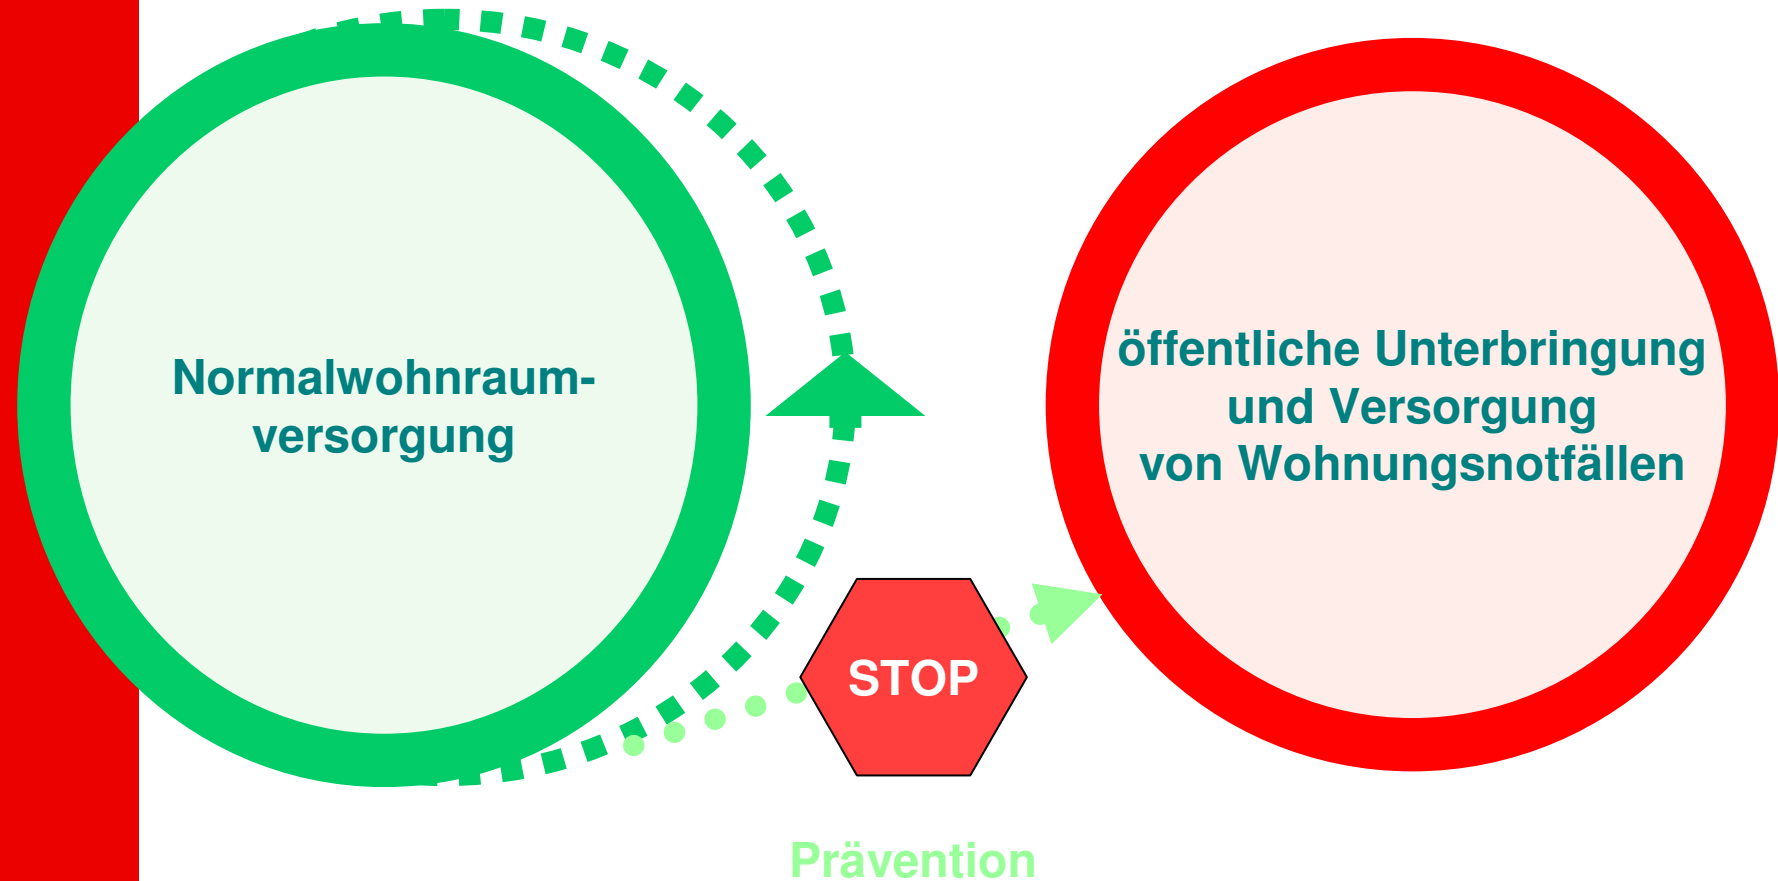 Normalwohnraum-
versorgung
öffentliche Unterbringung
und Versorgung
von Wohnungsnotfällen
STOP
Prävention